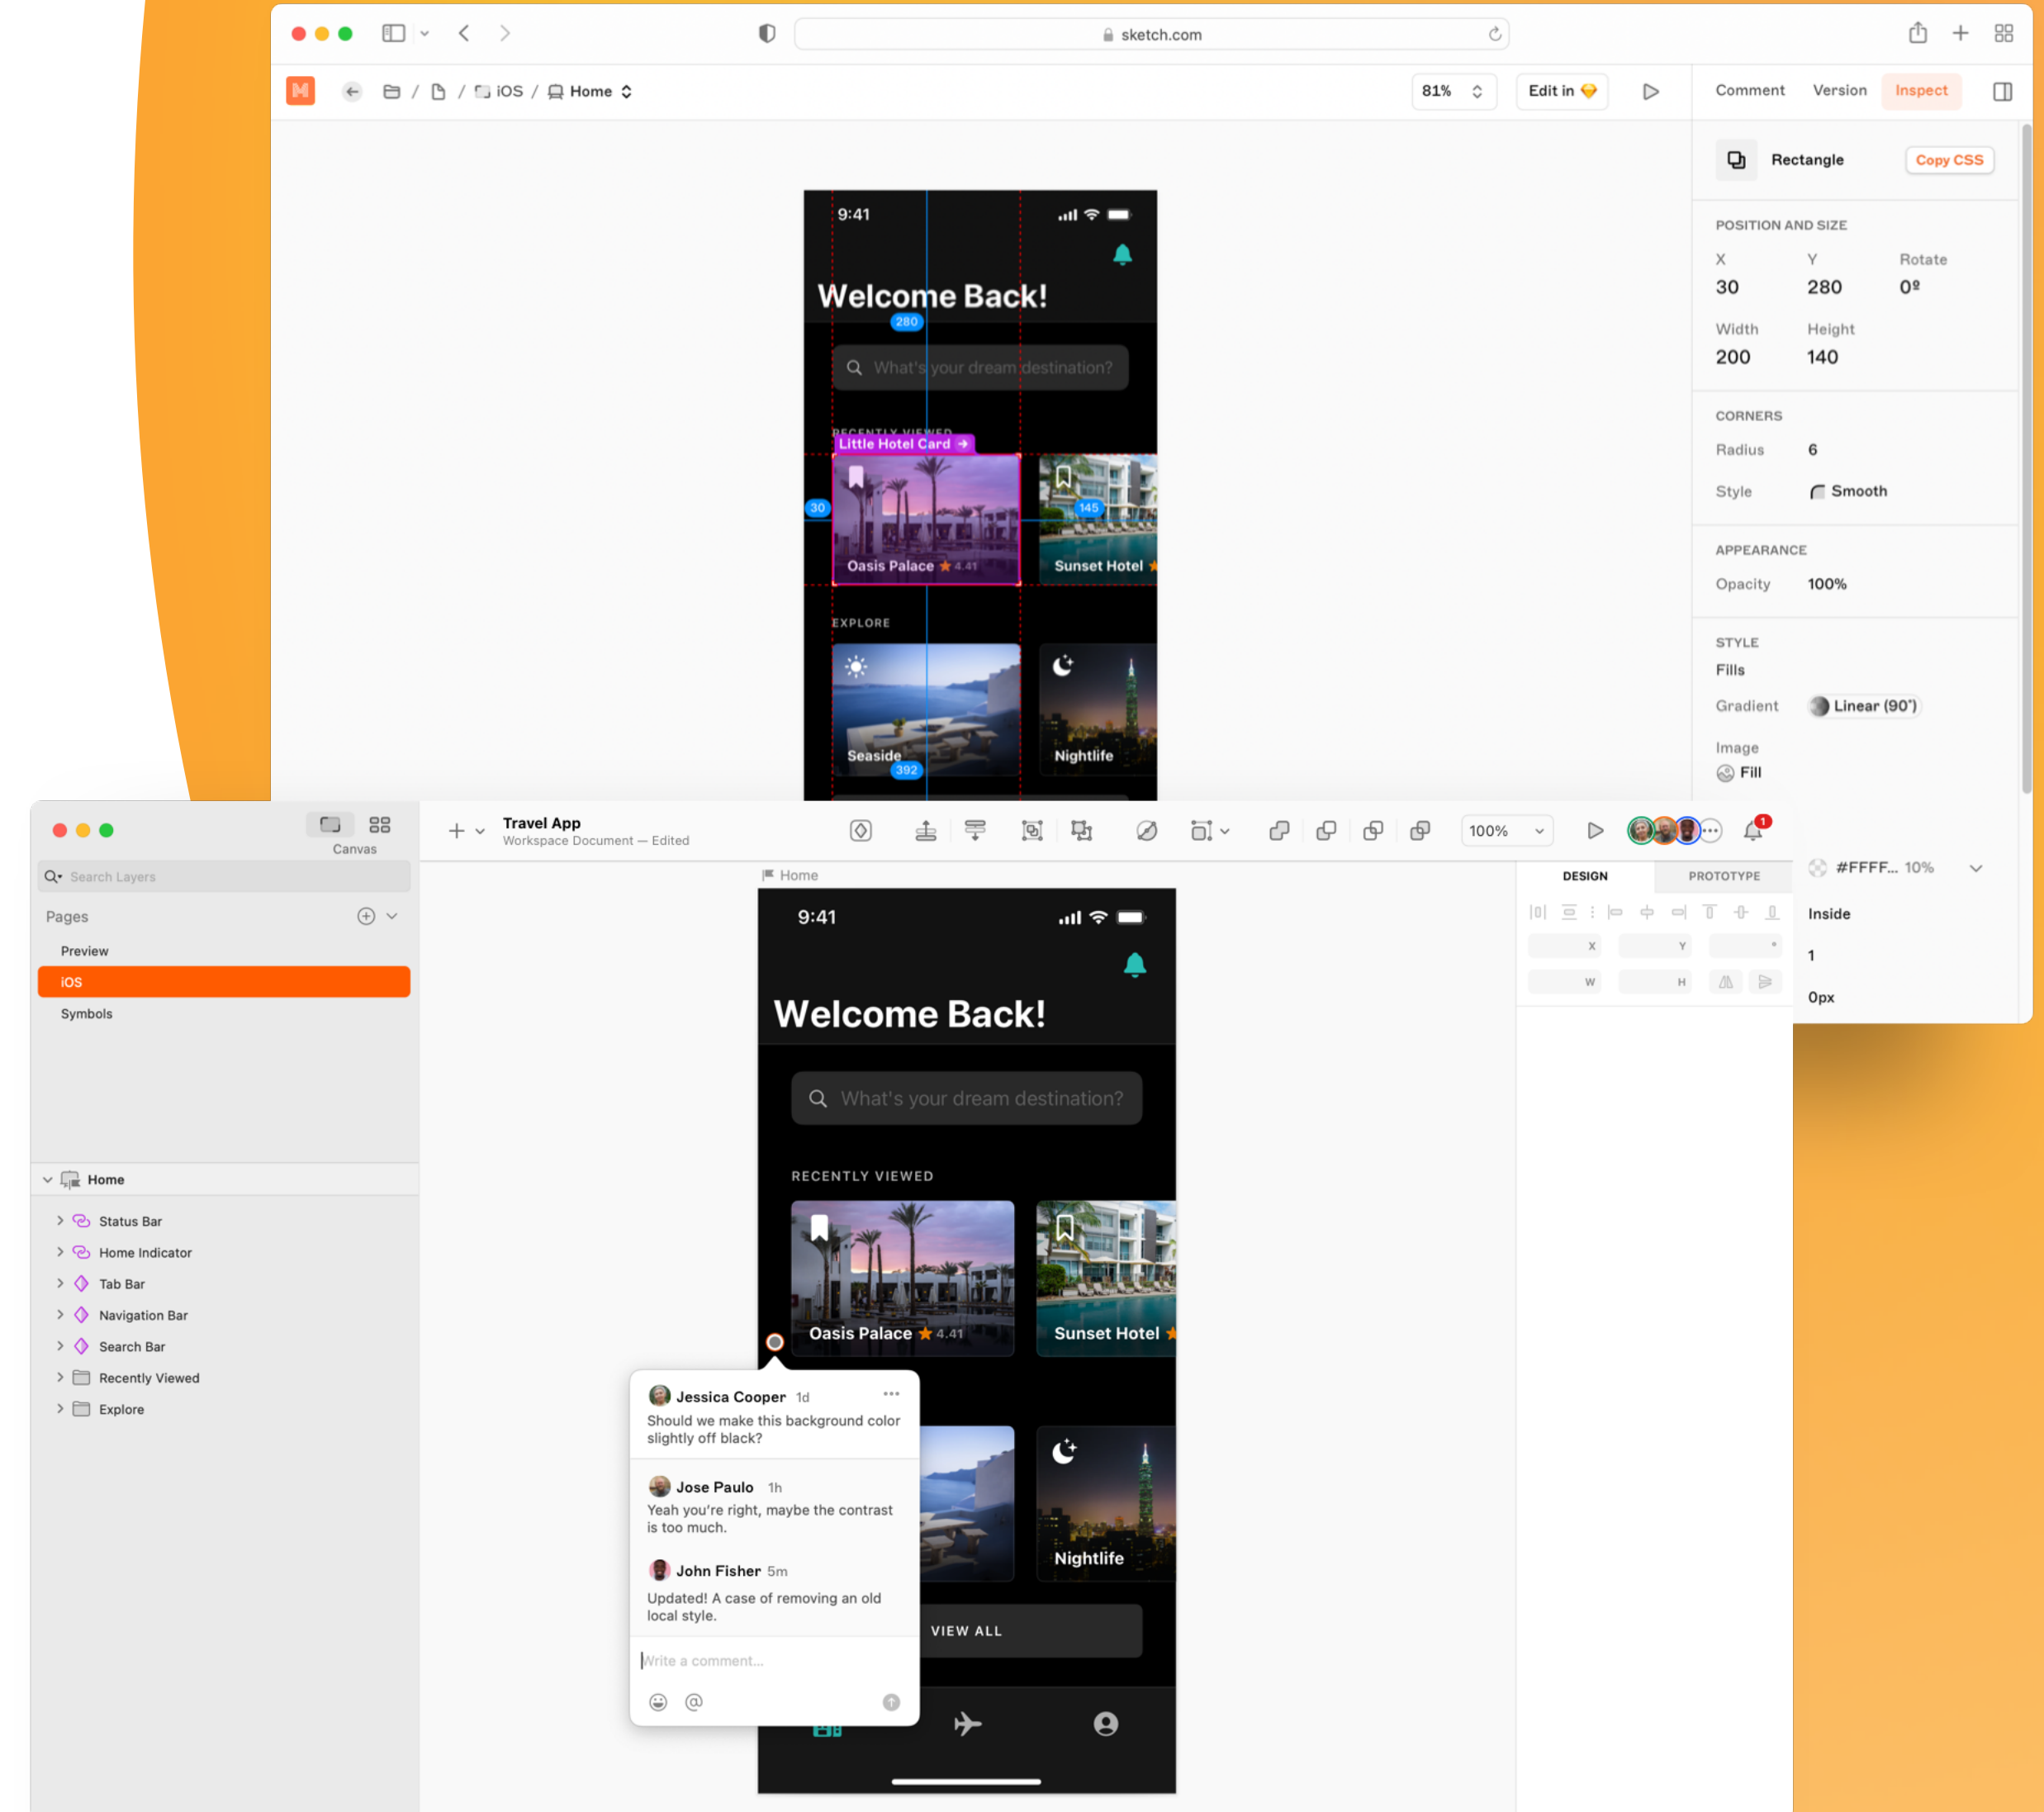 sketch.com
M
/ / iOS / Home
81%
Edit in
Comment Version Inspect
Rectangle
Copy CSS
POSITION AND SIZE
X Y Rotate
30 280 0º
Width Height
200 140
CORNERS
Radius 6
Style Smooth
APPEARANCE
Opacity 100%
STYLE
Fills
Gradient Linear (90°)
Image
Fill
#FFFF... 10%
Inside
1
0px
9:41
Welcome Back!
280
What's your dream destination?
RECENTLY VIEWED
Little Hotel Card →
30
145
Oasis Palace ★ 4.41
Sunset Hotel ★
EXPLORE
Seaside
392
Nightlife
Canvas
Search Layers
Pages
Preview
iOS
Symbols
Home
Status Bar
Home Indicator
Tab Bar
Navigation Bar
Search Bar
Recently Viewed
Explore
Travel App
Workspace Document — Edited
100%
1
DESIGN PROTOTYPE
X Y °
W H
Home
9:41
Welcome Back!
What's your dream destination?
RECENTLY VIEWED
Oasis Palace ★ 4.41
Sunset Hotel ★
Jessica Cooper 1d
Should we make this background color
slightly off black?
Jose Paulo 1h
Yeah you're right, maybe the contrast
is too much.
John Fisher 5m
Updated! A case of removing an old
local style.
Write a comment...
@
Nightlife
VIEW ALL